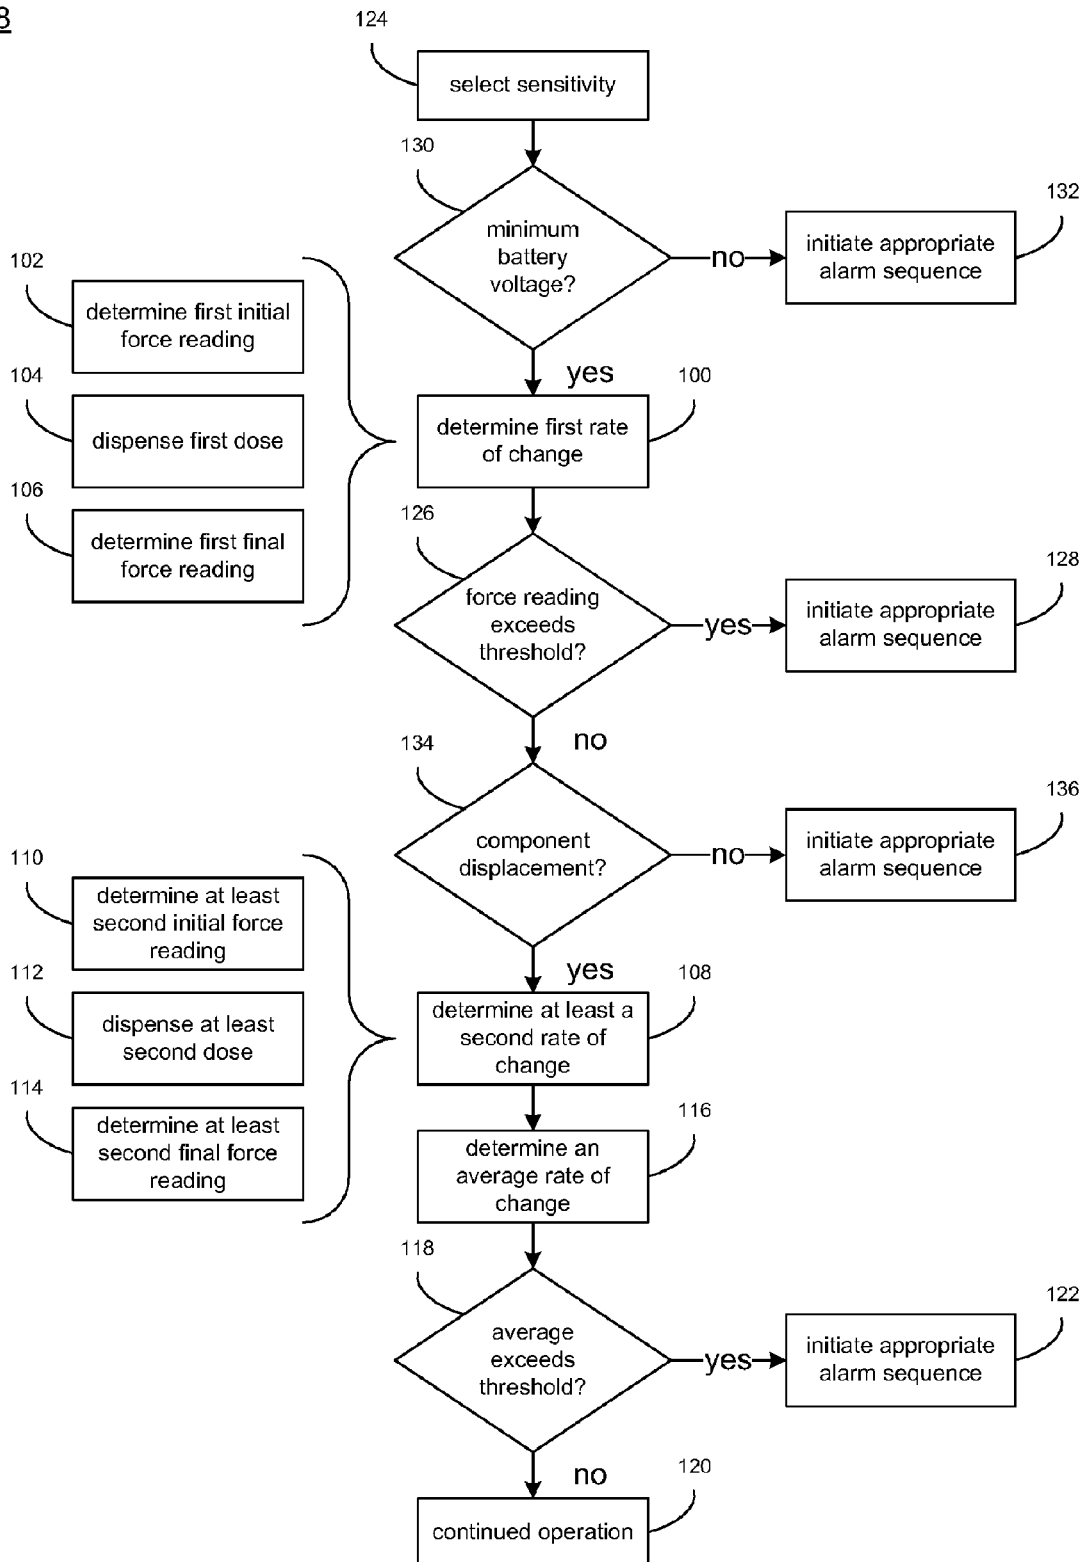 8
124
select sensitivity
130
minimum
battery
voltage?
no
132
initiate appropriate
alarm sequence
yes
102
determine first initial
force reading
104
dispense first dose
106
determine first final
force reading
100
determine first rate
of change
126
force reading
exceeds
threshold?
yes
128
initiate appropriate
alarm sequence
no
134
component
displacement?
no
136
initiate appropriate
alarm sequence
yes
110
determine at least
second initial force
reading
112
dispense at least
second dose
114
determine at least
second final force
reading
108
determine at least a
second rate of
change
116
determine an
average rate of
change
118
average
exceeds
threshold?
yes
122
initiate appropriate
alarm sequence
no
120
continued operation